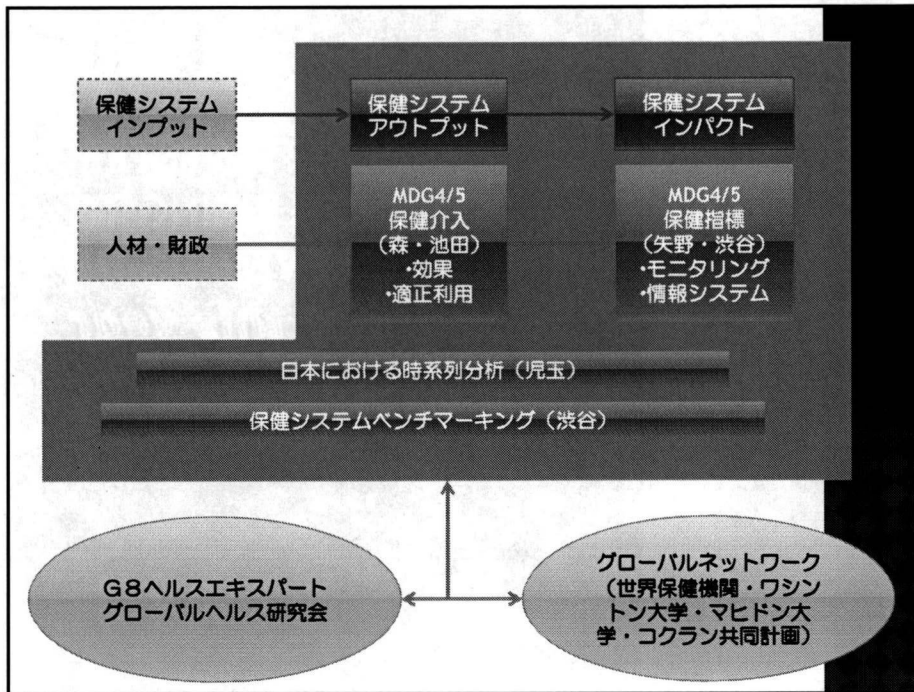 保健システム
インプット
保健システム
アウトプット
保健システム
インパクト
人材・財政
MDG4/5
保健介入
（森・池田）
・効果
・適正利用
MDG4/5
保健指標
（矢野・渋谷）
・モニタリング
・情報システム
日本における時系列分析（児玉）
保健システムベンチマーキング（渋谷）
G8ヘルスエキスパート
グローバルヘルス研究会
グローバルネットワーク
（世界保健機関・ワシン
トン大学・マヒドン大
学・コクラン共同計画）